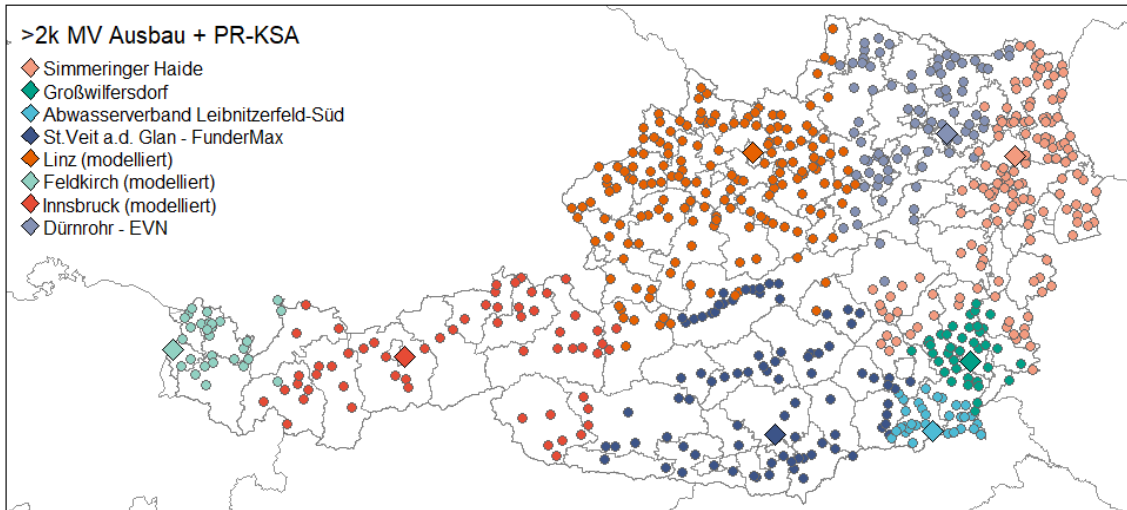 >2k MV Ausbau + PR-KSA
Simmeringer Haide
Großwilfersdorf
Abwasserverband Leibnitzerfeld-Süd
St.Veit a.d. Glan - FunderMax
Linz (modelliert)
Feldkirch (modelliert)
Innsbruck (modelliert)
Dürnrohr - EVN